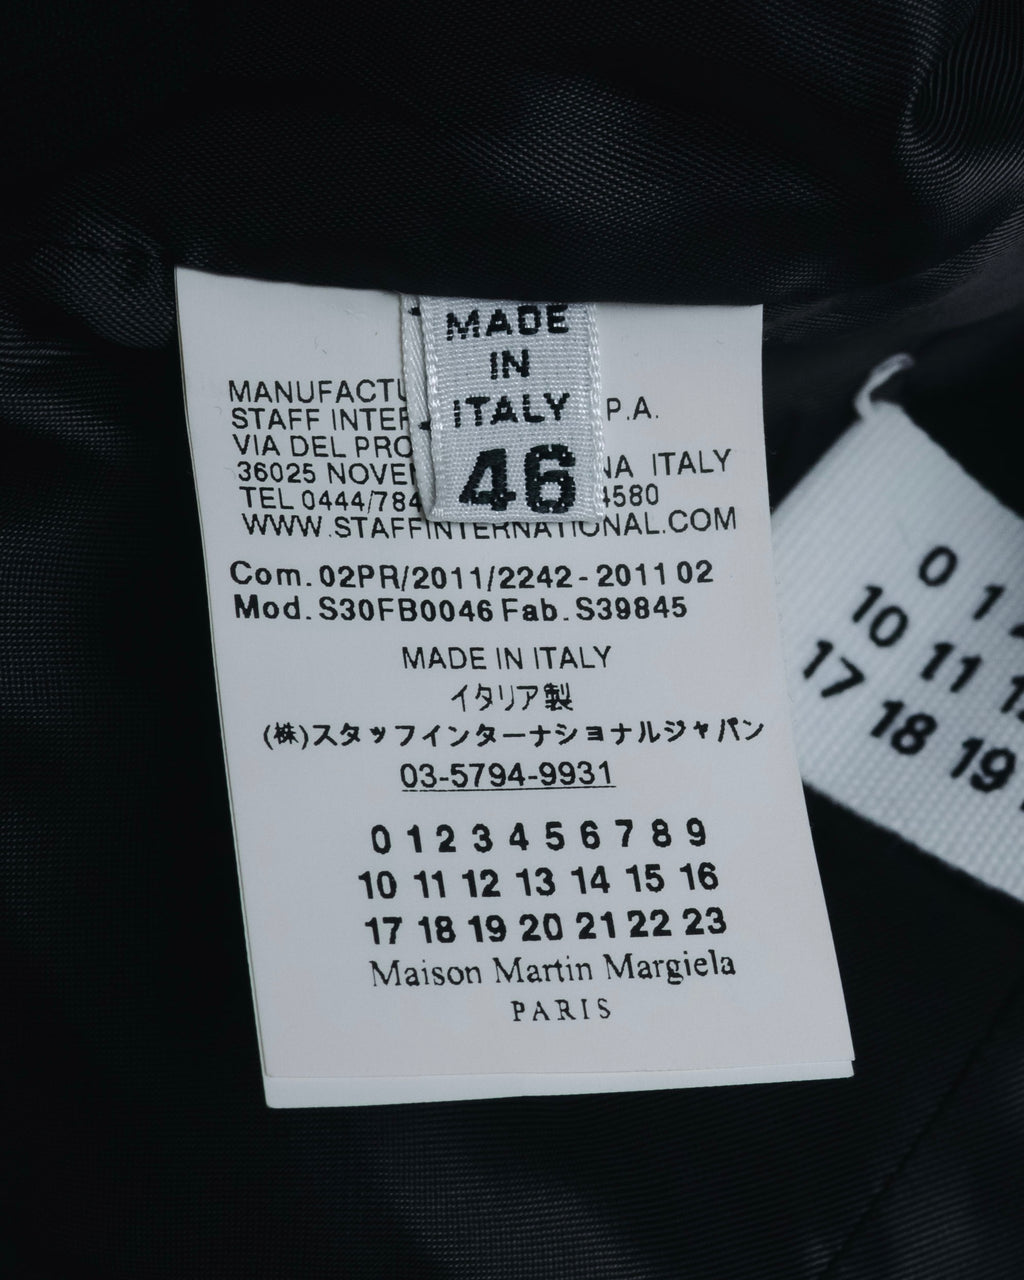 MADE
IN
ITALY
46
MANUFACTU
STAFF INTER P.A.
VIA DEL PRO
36025 NOVEN NA ITALY
TEL 0444/784 4580
WWW.STAFFINTERNATIONAL.COM
Com. 02PR/2011/2242 - 2011 02
Mod. S30FB0046 Fab. S39845
MADE IN ITALY
イタリア製
(株)スタッフインターナショナルジャパン
03-5794-9931
0 1 2 3 4 5 6 7 8 9
10 11 12 13 14 15 16
17 18 19 20 21 22 23
Maison Martin Margiela
PARIS
0 1
10 11
17 18 19